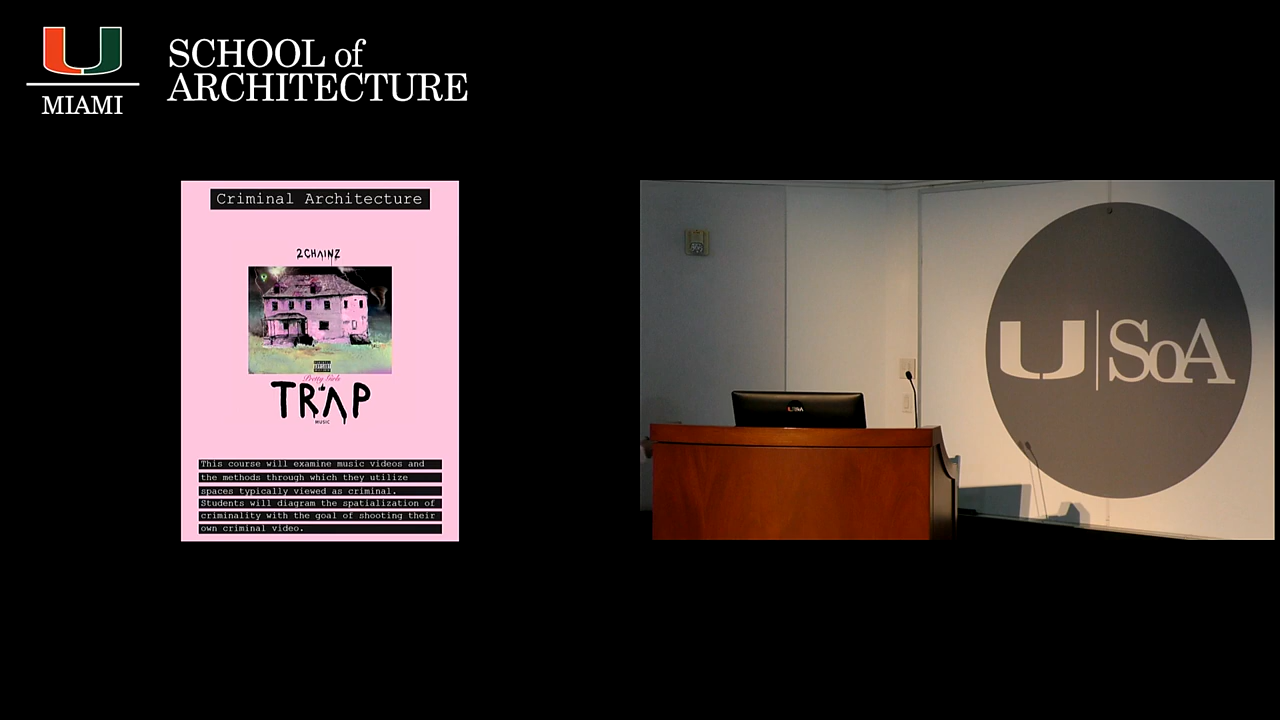 U
MIAMI
SCHOOL of
ARCHITECTURE
Criminal Architecture
2 CHAINZ
Pretty Girls
TRAP
MUSIC
This course will examine music videos and
the methods through which they utilize
spaces typically viewed as criminal.
Students will diagram the spatialization of
criminality with the goal of shooting their
own criminal video.
U SoA